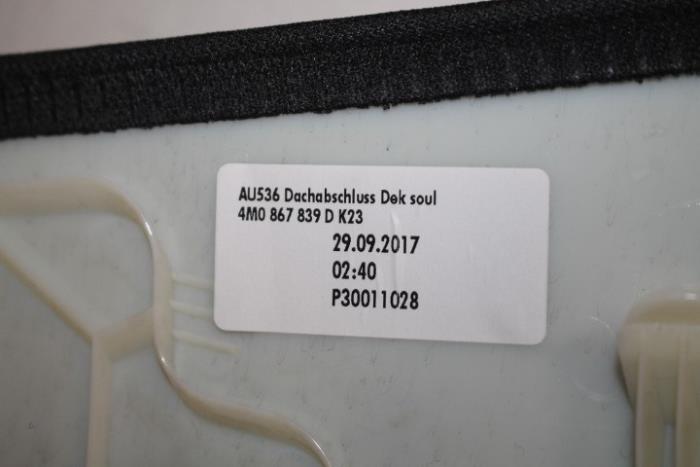 AU536 Dachabschluss Dek soul
4M0 867 839 D K23
29.09.2017
02:40
P30011028